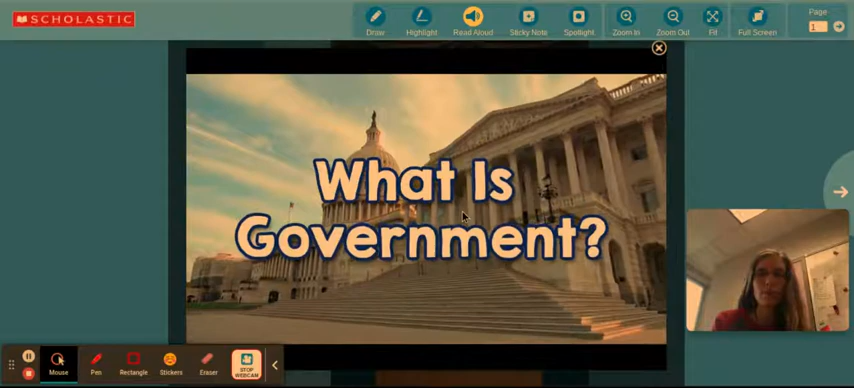 SCHOLASTIC
Draw
Highlight
Read Aloud
Sticky Note
Spotlight
Zoom In
Zoom Out
Fit
Full Screen
Page
1
What Is
Government?
Mouse
Pen
Rectangle
Stickers
Eraser
STOP
WEBCAM